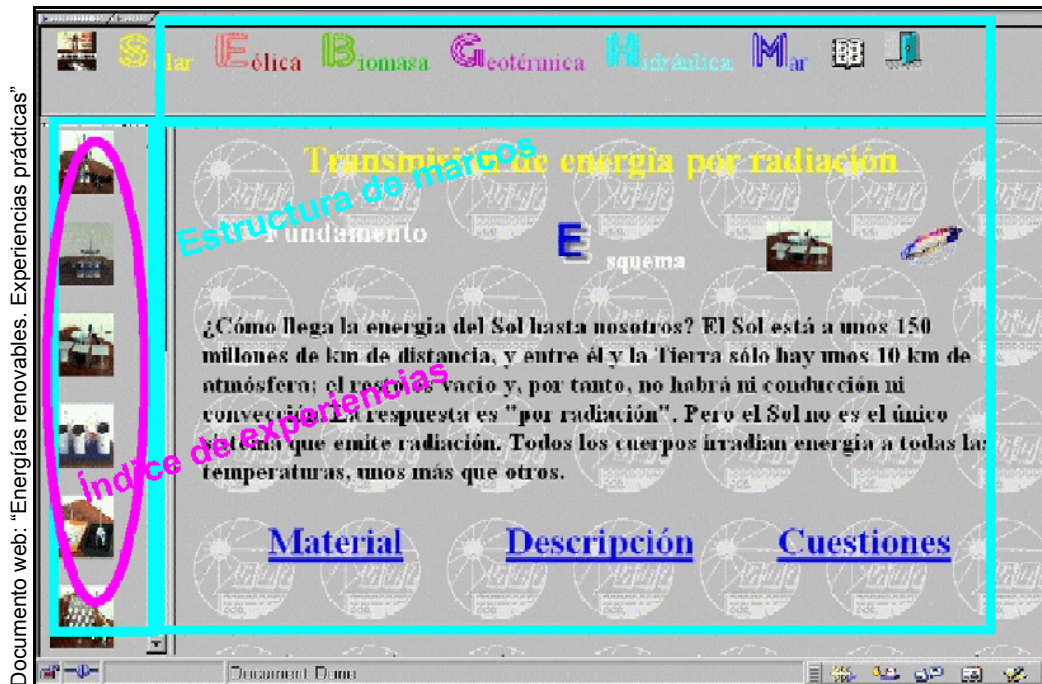 Documento web: “Energías renovables. Experiencias prácticas”
Solar Eólica Biomasa Geotérmica Hidráulica Mar
Transmisión de energía por radiación
Estructura de marcos
Fundamento Esquema
¿Cómo llega la energía del Sol hasta nosotros? El Sol está a unos 150
millones de km de distancia, y entre él y la Tierra sólo hay unos 10 km de
atmósfera; el resto es vacío y, por tanto, no habrá ni conducción ni
convección. La respuesta es "por radiación". Pero el Sol no es el único
sistema que emite radiación. Todos los cuerpos irradian energía a todas las
temperaturas, unos más que otros.
Índice de experiencias
Material Descripción Cuestiones
Document Done